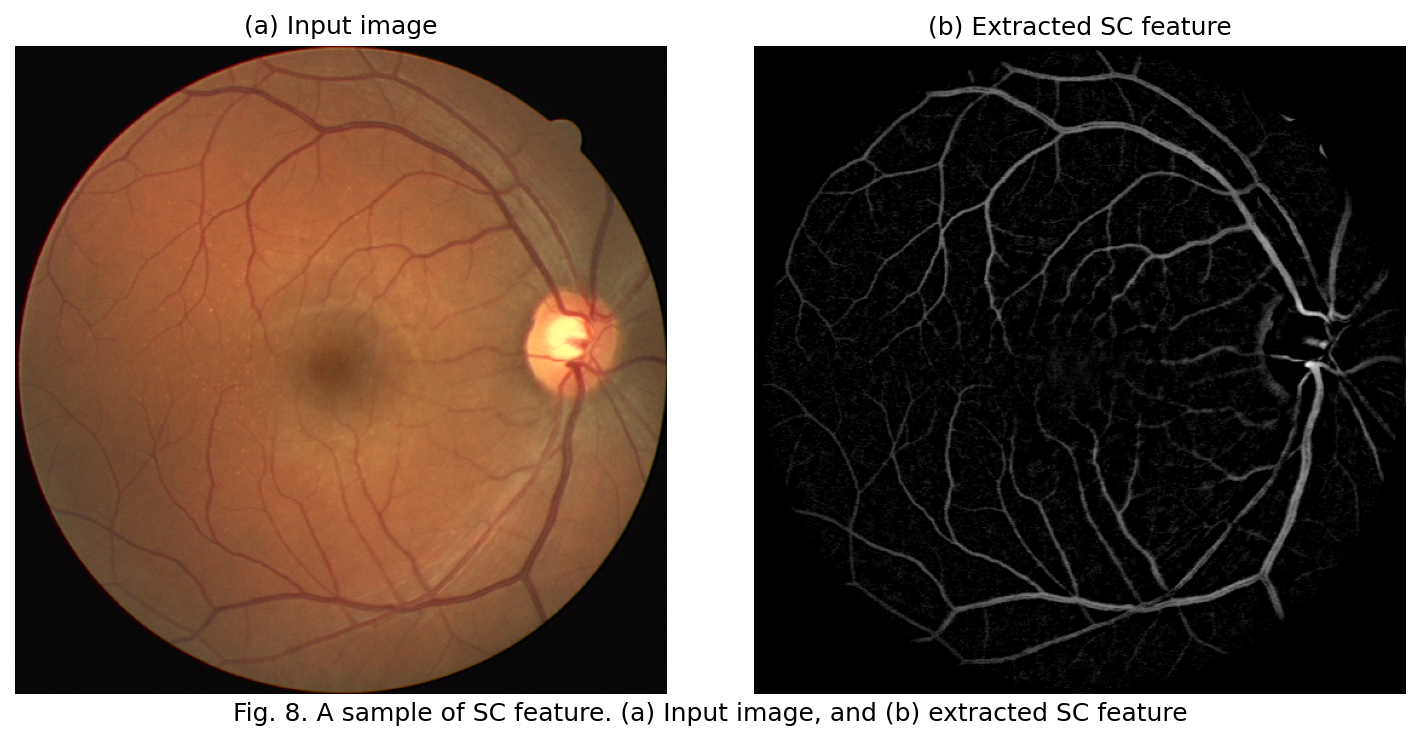 (a) Input image
(b) Extracted SC feature
Fig. 8. A sample of SC feature. (a) Input image, and (b) extracted SC feature